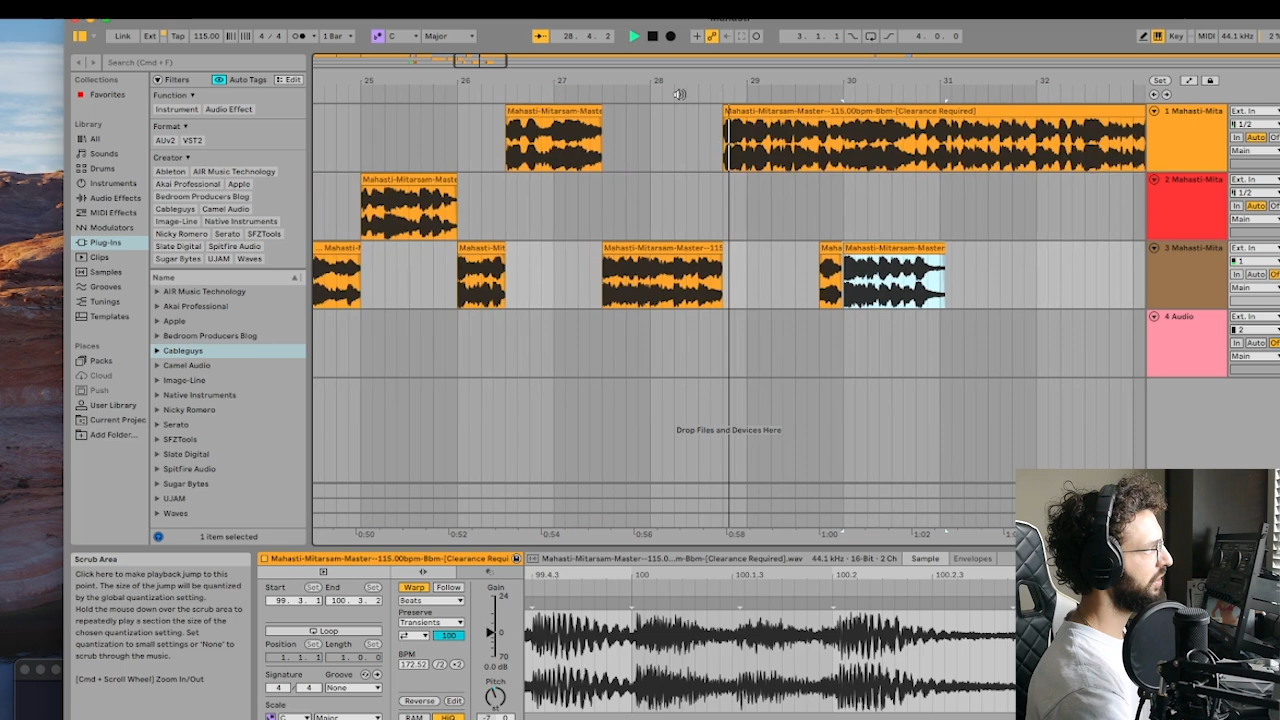 Mahasti
Link Ext Tap 115.00 4 / 4 1 Bar C Major 28. 4. 2 3. 1. 1 4. 0. 0 Key MIDI 44.1 kHz 2 %
Search (Cmd + F)
Collections
Favorites
Library
All
Sounds
Drums
Instruments
Audio Effects
MIDI Effects
Modulators
Plug-Ins
Clips
Samples
Grooves
Tunings
Templates
Places
Packs
Cloud
Push
User Library
Current Projec
Add Folder...
Filters Auto Tags Edit
Function
Instrument Audio Effect
Format
AUv2 VST2
Creator
Ableton AIR Music Technology
Akai Professional Apple
Bedroom Producers Blog
Cableguys Camel Audio
Image-Line Native Instruments
Nicky Romero Serato SFZTools
Slate Digital Spitfire Audio
Sugar Bytes UJAM Waves
Name
AIR Music Technology
Akai Professional
Apple
Bedroom Producers Blog
Cableguys
Camel Audio
Image-Line
Native Instruments
Nicky Romero
Serato
SFZTools
Slate Digital
Spitfire Audio
Sugar Bytes
UJAM
Waves
1 item selected
25 26 27 28 29 30 31 32
Set
Mahasti-Mitarsam-Maste
Mahasti-Mitarsam-Master--115.00bpm-Bbm-[Clearance Required]
1 Mahasti-Mita
Ext. In
1/2
In Auto Of
Main
Mahasti-Mitarsam-Maste
2 Mahasti-Mita
Ext. In
1/2
In Auto Of
Main
... Mahasti-M
Mahasti-Mit
Mahasti-Mitarsam-Master--115
Maha
Mahasti-Mitarsam-Master
3 Mahasti-Mita
Ext. In
1
In Auto Of
Main
4 Audio
Ext. In
2
In Auto Of
Main
Drop Files and Devices Here
0:50 0:52 0:54 0:56 0:58 1:00 1:02
Scrub Area
Click here to make playback jump to this
point. The size of the jump will be quantized
by the global quantization setting.
Hold the mouse down over the scrub area to
repeatedly play a section the size of the
chosen quantization setting. Set
quantization to small settings or 'None' to
scrub through the music.
[Cmd + Scroll Wheel] Zoom In/Out
Mahasti-Mitarsam-Master--115.00bpm-Bbm-[Clearance Requi
Start Set End Set
99. 3. 1 100. 3. 2
Loop
Position Set Length Set
1. 1. 1 1. 0. 0
Signature Groove
4 / 4 None
Scale
C Major
Warp Follow
Beats
Preserve
Transients
100
BPM
172.52 /2 *2
Reverse Edit
RAM HiQ
Gain
24
0
70
0.0 dB
Pitch
st
-7 0
Mahasti-Mitarsam-Master--115.0...m-Bbm-[Clearance Required].wav 44.1 kHz - 16-Bit - 2 Ch Sample Envelopes
99.4.3 100 100.1.3 100.2 100.2.3